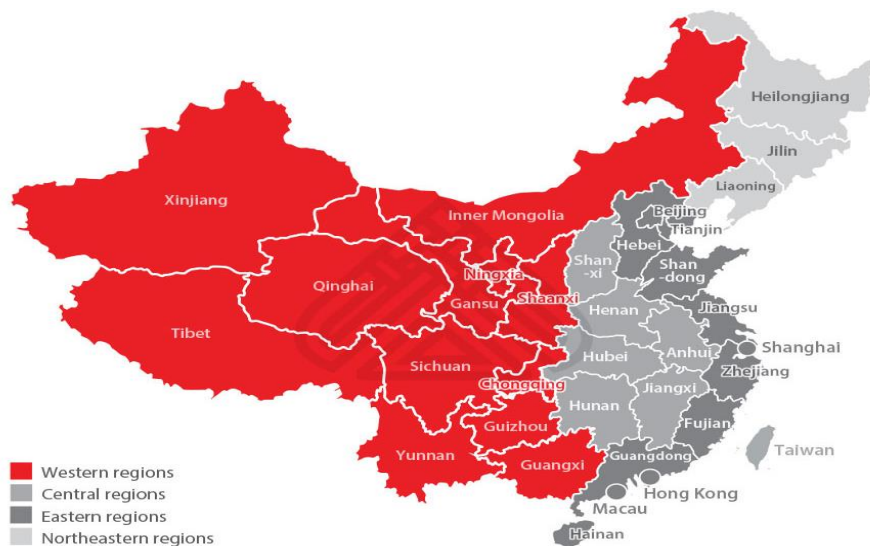 Heilongjiang
Jilin
Liaoning
Xinjiang
Inner Mongolia
Beijing
Tianjin
Hebei
Shan
-xi
Shan
-dong
Ningxia
Qinghai
Gansu
Shaanxi
Tibet
Henan
Jiangsu
Sichuan
Hubei
Anhui
Shanghai
Chongqing
Zhejiang
Jiangxi
Hunan
Guizhou
Fujian
Yunnan
Guangxi
Guangdong
Taiwan
Hong Kong
Macau
Hainan
Western regions
Central regions
Eastern regions
Northeastern regions